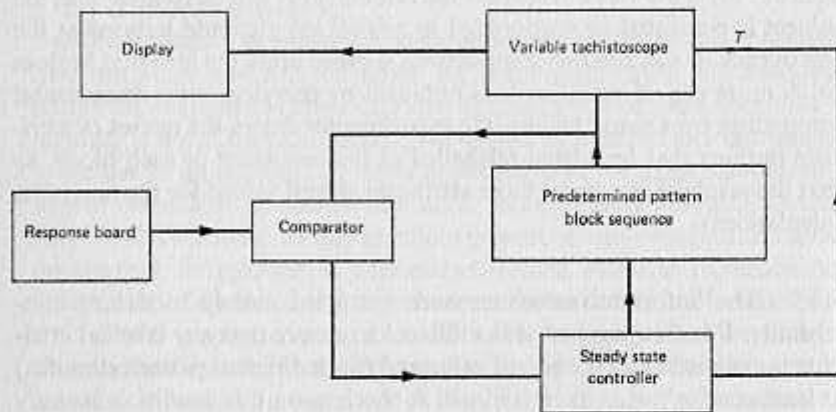 Display
Variable tachistoscope
T
Predetermined pattern
block sequence
Response board
Comparator
Steady state
controller